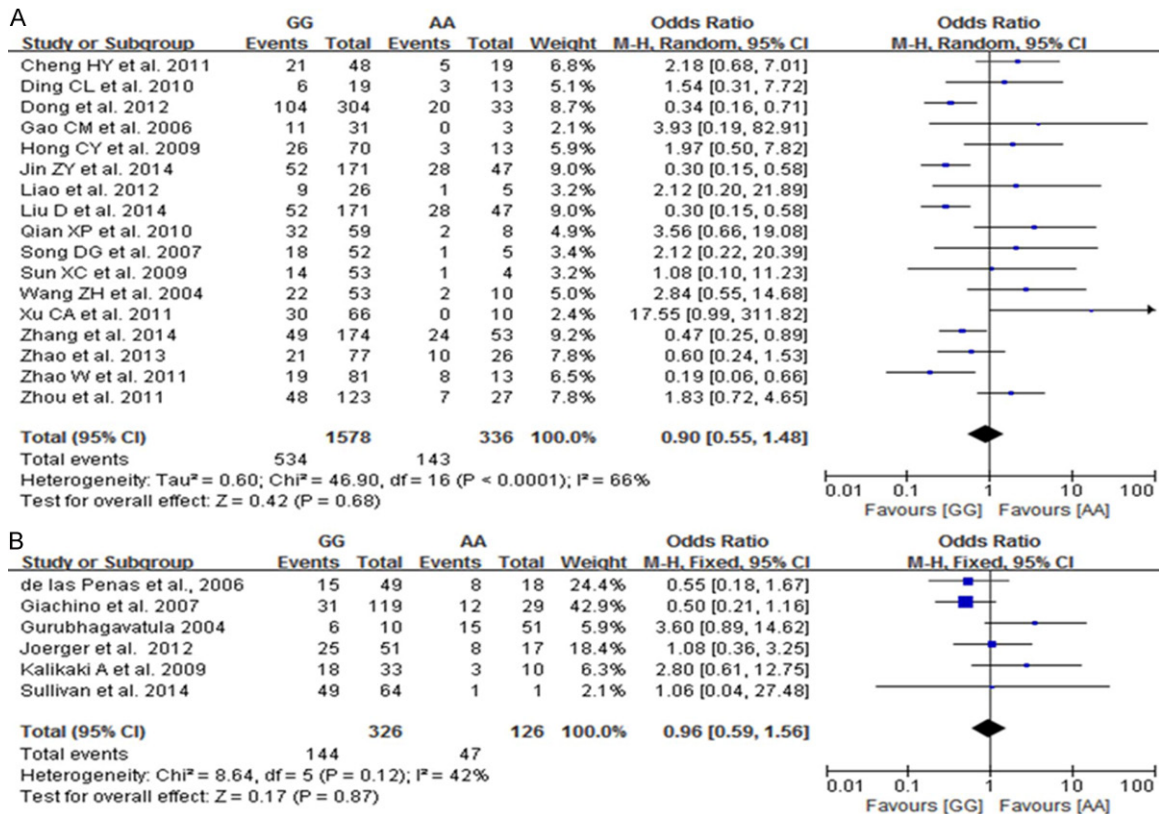 A
GG AA Odds Ratio Odds Ratio
Study or Subgroup Events Total Events Total Weight M-H, Random, 95% CI M-H, Random, 95% CI
Cheng HY et al. 2011 21 48 5 19 6.8% 2.18 [0.68, 7.01]
Ding CL et al. 2010 6 19 3 13 5.1% 1.54 [0.31, 7.72]
Dong et al. 2012 104 304 20 33 8.7% 0.34 [0.16, 0.71]
Gao CM et al. 2006 11 31 0 3 2.1% 3.93 [0.19, 82.91]
Hong CY et al. 2009 26 70 3 13 5.9% 1.97 [0.50, 7.82]
Jin ZY et al. 2014 52 171 28 47 9.0% 0.30 [0.15, 0.58]
Liao et al. 2012 9 26 1 5 3.2% 2.12 [0.20, 21.89]
Liu D et al. 2014 52 171 28 47 9.0% 0.30 [0.15, 0.58]
Qian XP et al. 2010 32 59 2 8 4.9% 3.56 [0.66, 19.08]
Song DG et al. 2007 18 52 1 5 3.4% 2.12 [0.22, 20.39]
Sun XC et al. 2009 14 53 1 4 3.2% 1.08 [0.10, 11.23]
Wang ZH et al. 2004 22 53 2 10 5.0% 2.84 [0.55, 14.68]
Xu CA et al. 2011 30 66 0 10 2.4% 17.55 [0.99, 311.82]
Zhang et al. 2014 49 174 24 53 9.2% 0.47 [0.25, 0.89]
Zhao et al. 2013 21 77 10 26 7.8% 0.60 [0.24, 1.53]
Zhao W et al. 2011 19 81 8 13 6.5% 0.19 [0.06, 0.66]
Zhou et al. 2011 48 123 7 27 7.8% 1.83 [0.72, 4.65]
Total (95% CI) 1578 336 100.0% 0.90 [0.55, 1.48]
Total events 534 143
Heterogeneity: Tau² = 0.60; Chi² = 46.90, df = 16 (P < 0.0001); I² = 66%
Test for overall effect: Z = 0.42 (P = 0.68)
0.01 0.1 1 10 100
Favours [GG] Favours [AA]
B
GG AA Odds Ratio Odds Ratio
Study or Subgroup Events Total Events Total Weight M-H, Fixed, 95% CI M-H, Fixed, 95% CI
de las Penas et al., 2006 15 49 8 18 24.4% 0.55 [0.18, 1.67]
Giachino et al. 2007 31 119 12 29 42.9% 0.50 [0.21, 1.16]
Gurubhagavatula 2004 6 10 15 51 5.9% 3.60 [0.89, 14.62]
Joerger et al. 2012 25 51 8 17 18.4% 1.08 [0.36, 3.25]
Kalikaki A et al. 2009 18 33 3 10 6.3% 2.80 [0.61, 12.75]
Sullivan et al. 2014 49 64 1 1 2.1% 1.06 [0.04, 27.48]
Total (95% CI) 326 126 100.0% 0.96 [0.59, 1.56]
Total events 144 47
Heterogeneity: Chi² = 8.64, df = 5 (P = 0.12); I² = 42%
Test for overall effect: Z = 0.17 (P = 0.87)
0.01 0.1 1 10 100
Favours [GG] Favours [AA]